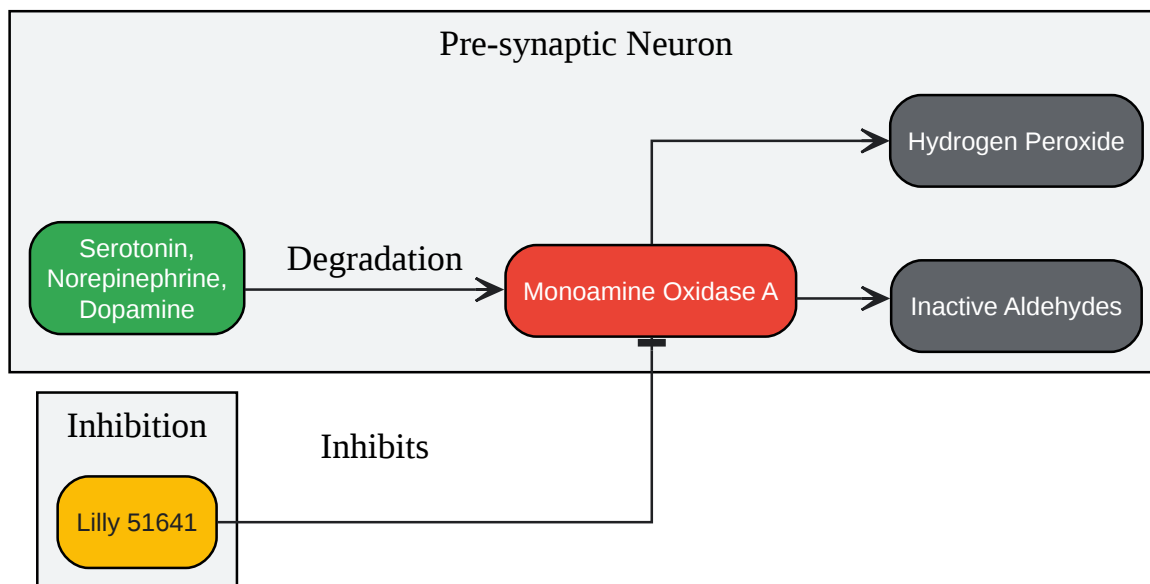 Pre-synaptic Neuron
Hydrogen Peroxide
Serotonin,
Norepinephrine,
Dopamine
Degradation
Monoamine Oxidase A
Inactive Aldehydes
Inhibition
Inhibits
Lilly 51641